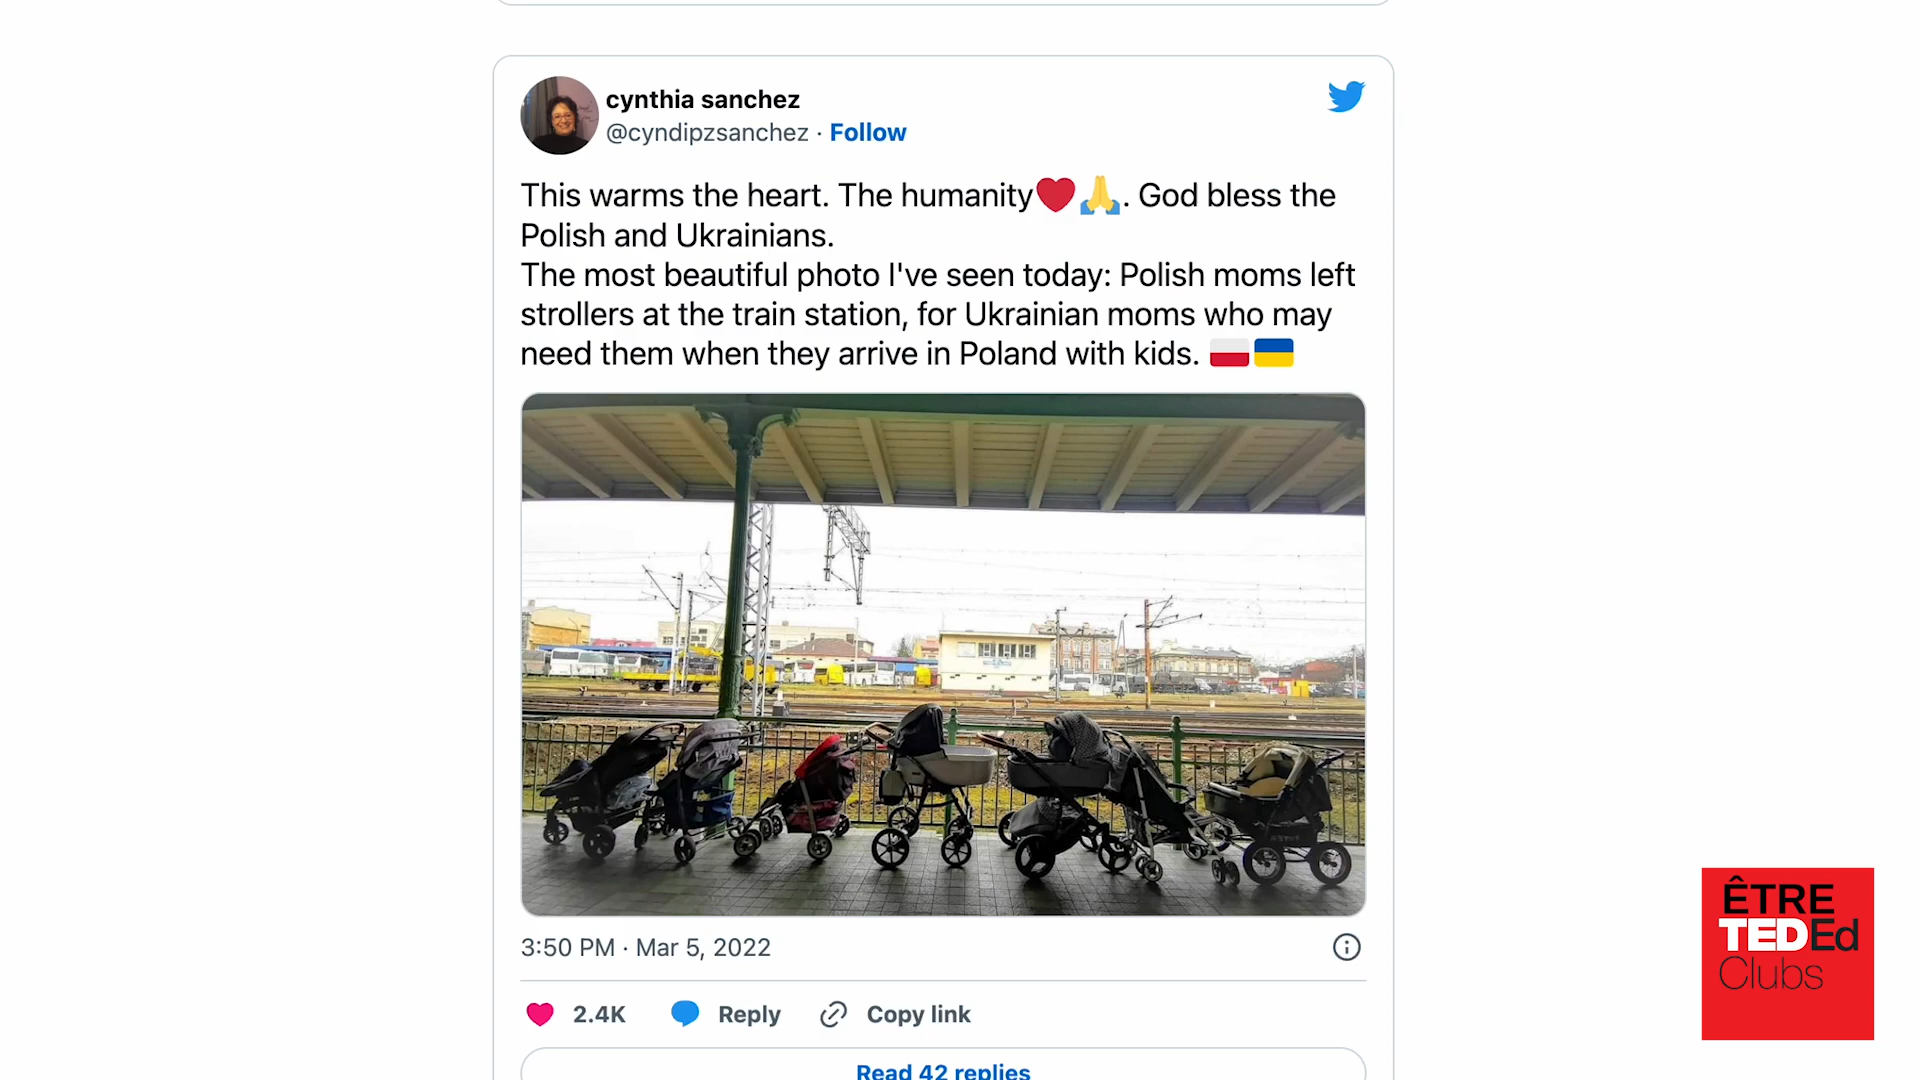 cynthia sanchez
@cyndipzsanchez · Follow
This warms the heart. The humanity❤️🙏. God bless the
Polish and Ukrainians.
The most beautiful photo I've seen today: Polish moms left
strollers at the train station, for Ukrainian moms who may
need them when they arrive in Poland with kids. 🇵🇱🇺🇦
3:50 PM · Mar 5, 2022
2.4K Reply Copy link
Read 42 replies
ÊTRE
TEDEd
Clubs